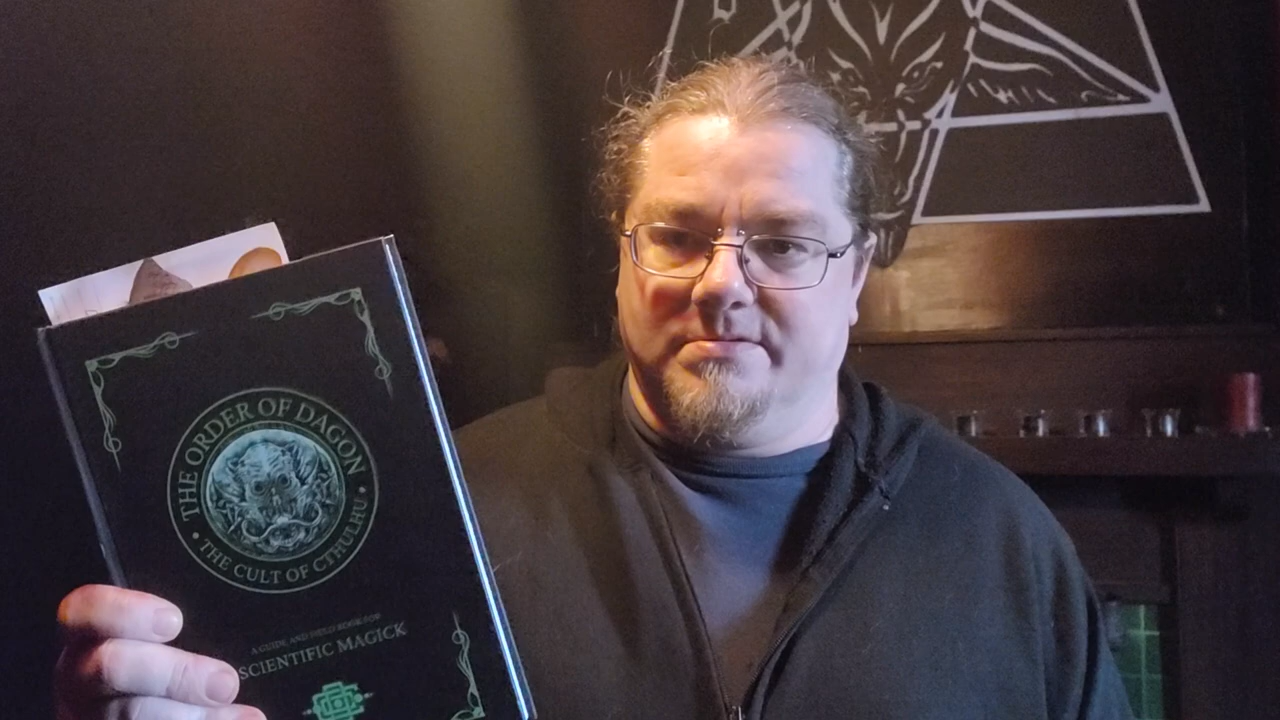 THE ORDER OF DAGON
• THE CULT OF CTHULHU •
A GUIDE AND FIELD BOOK FOR
SCIENTIFIC MAGICK